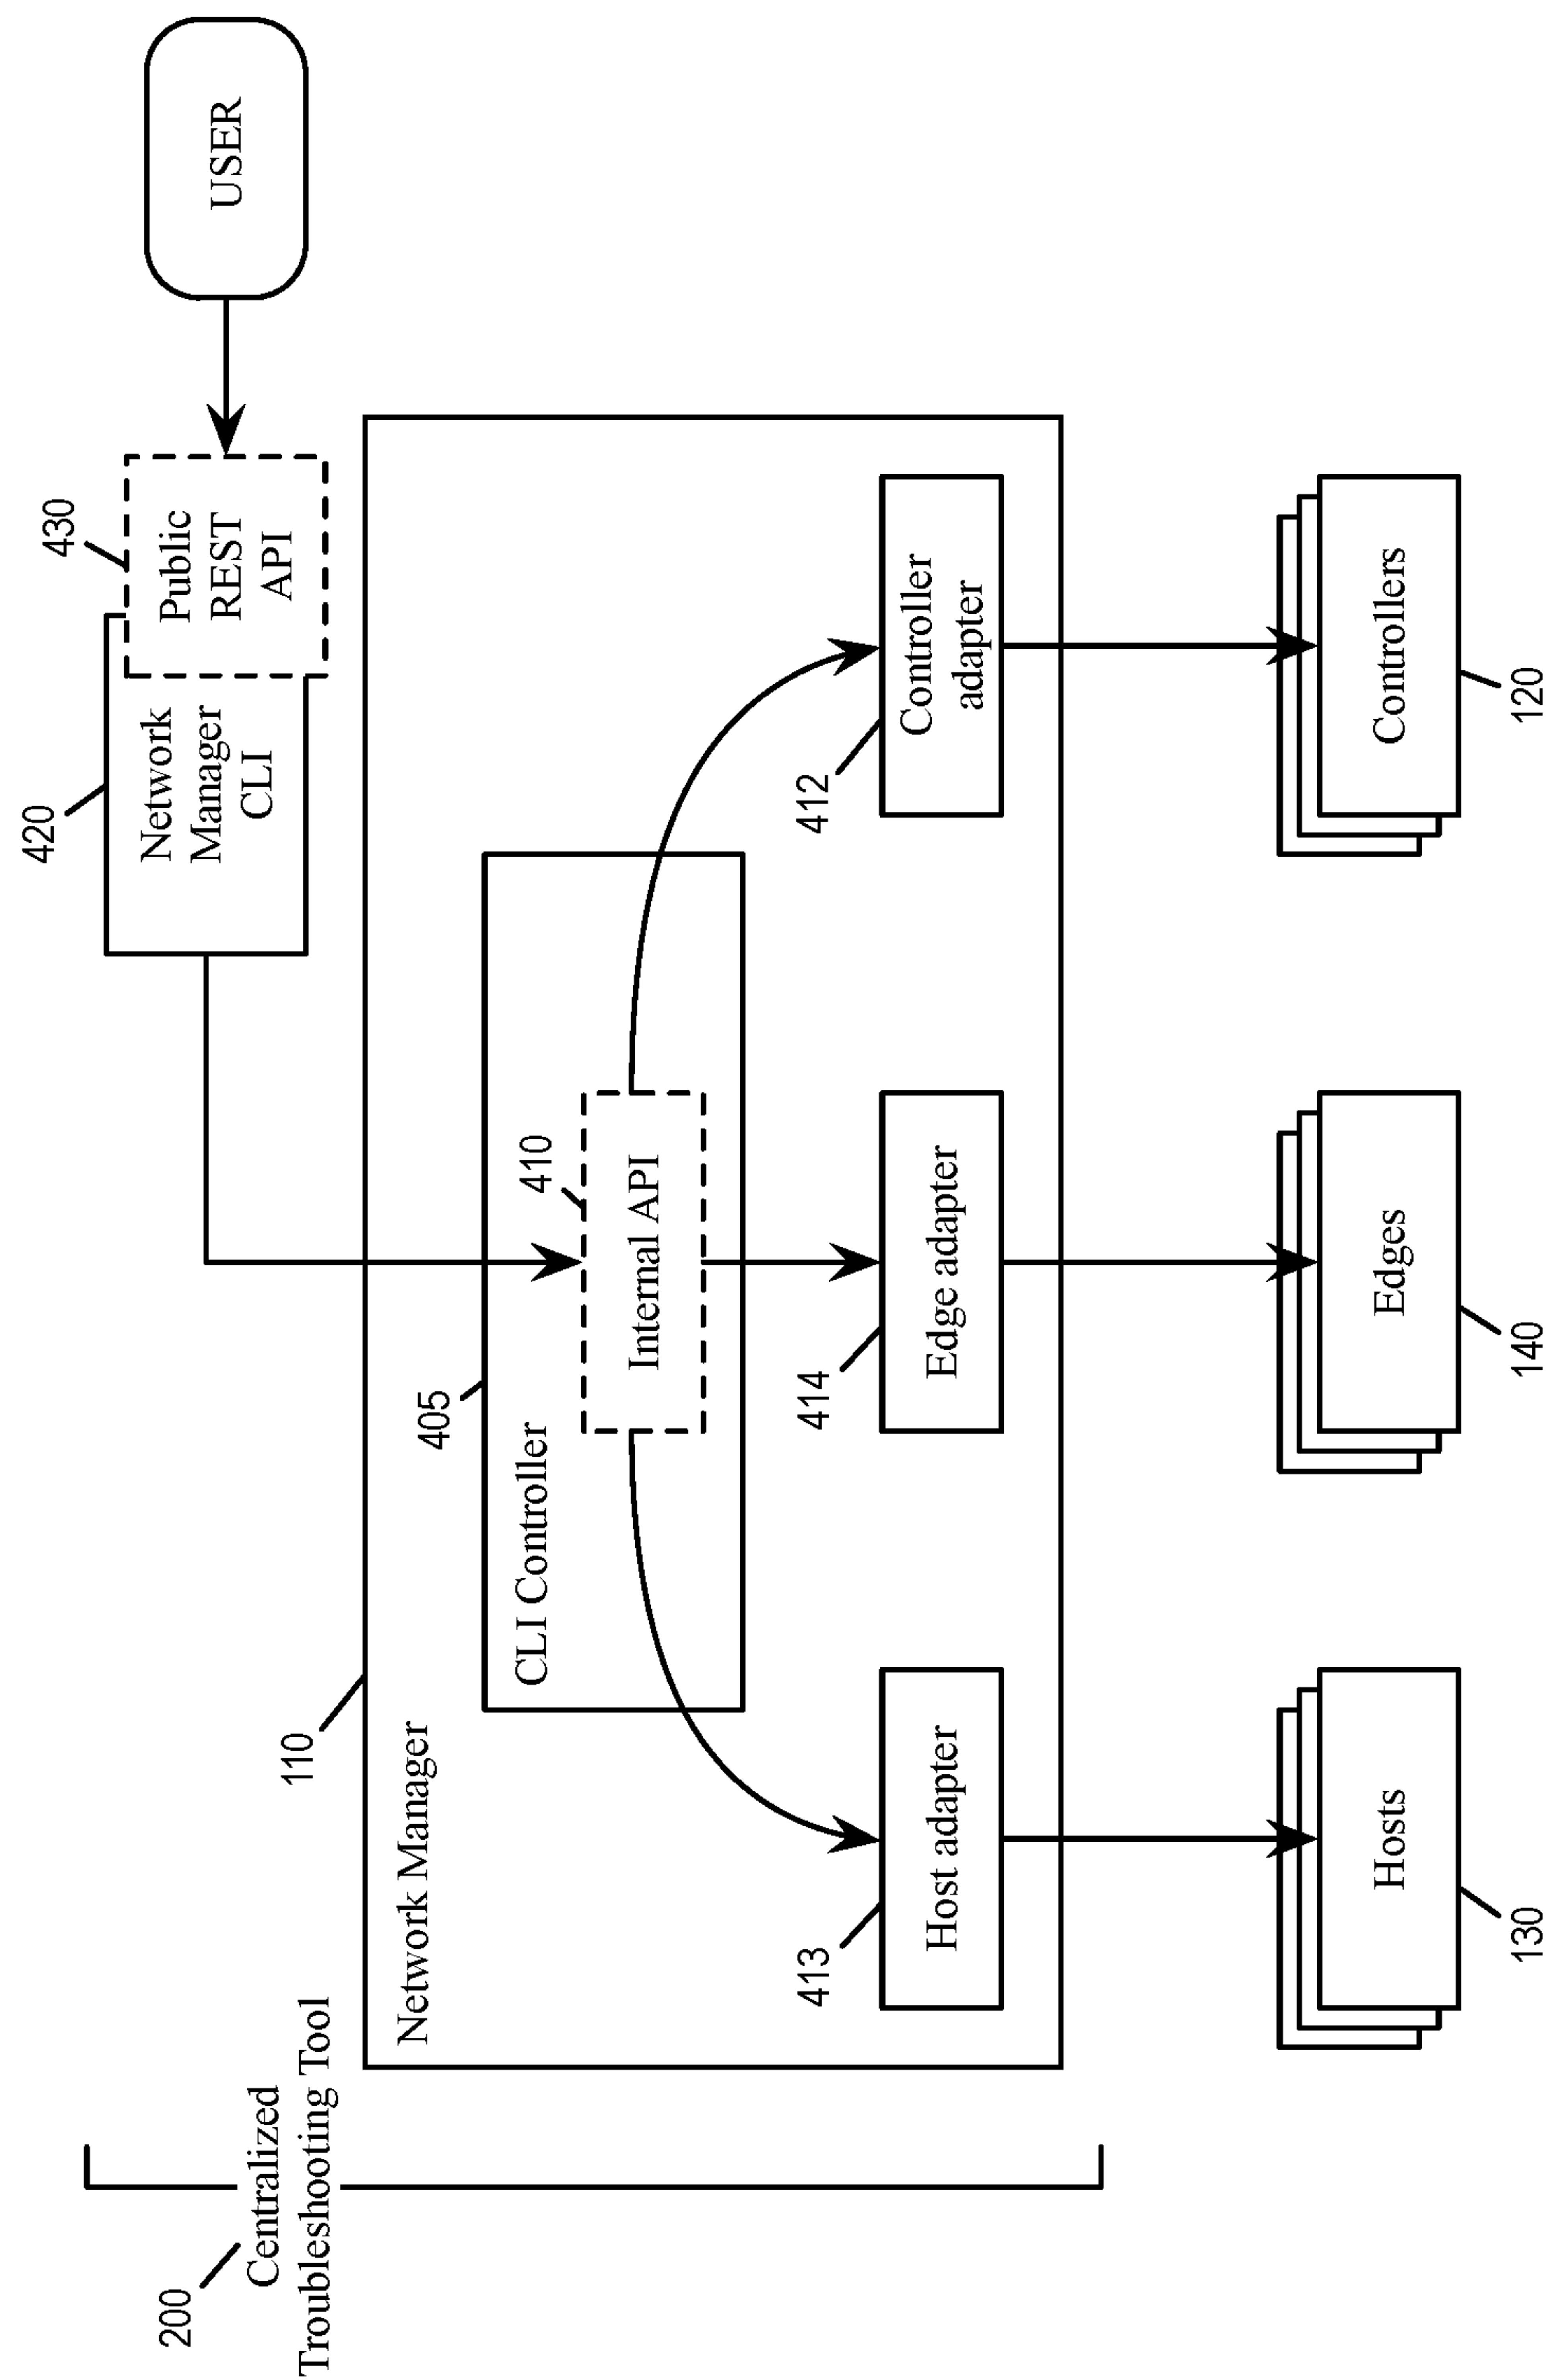 200
Centralized
Troubleshooting Tool
420
Network
Manager
CLI
430
Public
REST
API
USER
110
Network Manager
405
CLI Controller
410
Internal API
413
Host adapter
414
Edge adapter
412
Controller
adapter
Hosts
130
Edges
140
Controllers
120